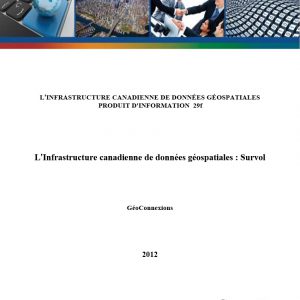 L'INFRASTRUCTURE CANADIENNE DE DONNÉES GÉOSPATIALES
PRODUIT D'INFORMATION 29f
L'Infrastructure canadienne de données géospatiales : Survol
GéoConnexions
2012